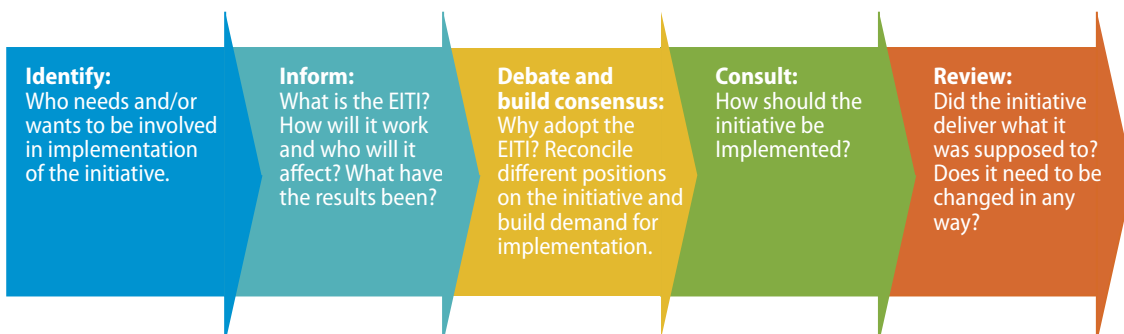 Identify:
Who needs and/or
wants to be involved
in implementation
of the initiative.
Inform:
What is the EITI?
How will it work
and who will it
affect? What have
the results been?
Debate and
build consensus:
Why adopt the
EITI? Reconcile
different positions
on the initiative and
build demand for
implementation.
Consult:
How should the
initiative be
Implemented?
Review:
Did the initiative
deliver what it
was supposed to?
Does it need to be
changed in any
way?